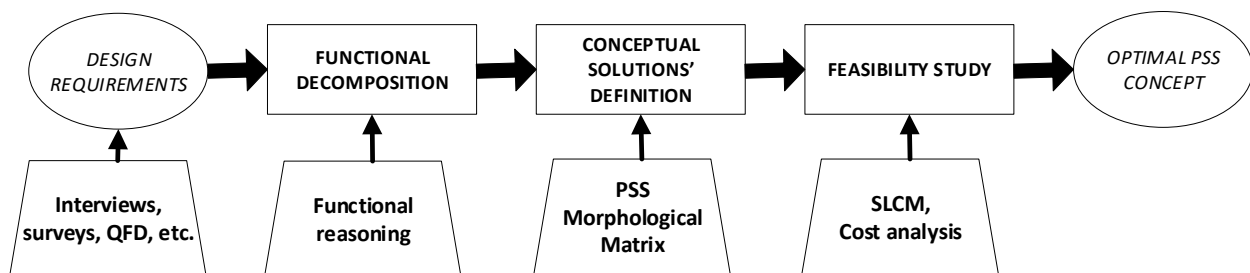 DESIGN
REQUIREMENTS
FUNCTIONAL
DECOMPOSITION
CONCEPTUAL
SOLUTIONS’
DEFINITION
FEASIBILITY STUDY
OPTIMAL PSS
CONCEPT
Interviews,
surveys, QFD, etc.
Functional
reasoning
PSS
Morphological
Matrix
SLCM,
Cost analysis